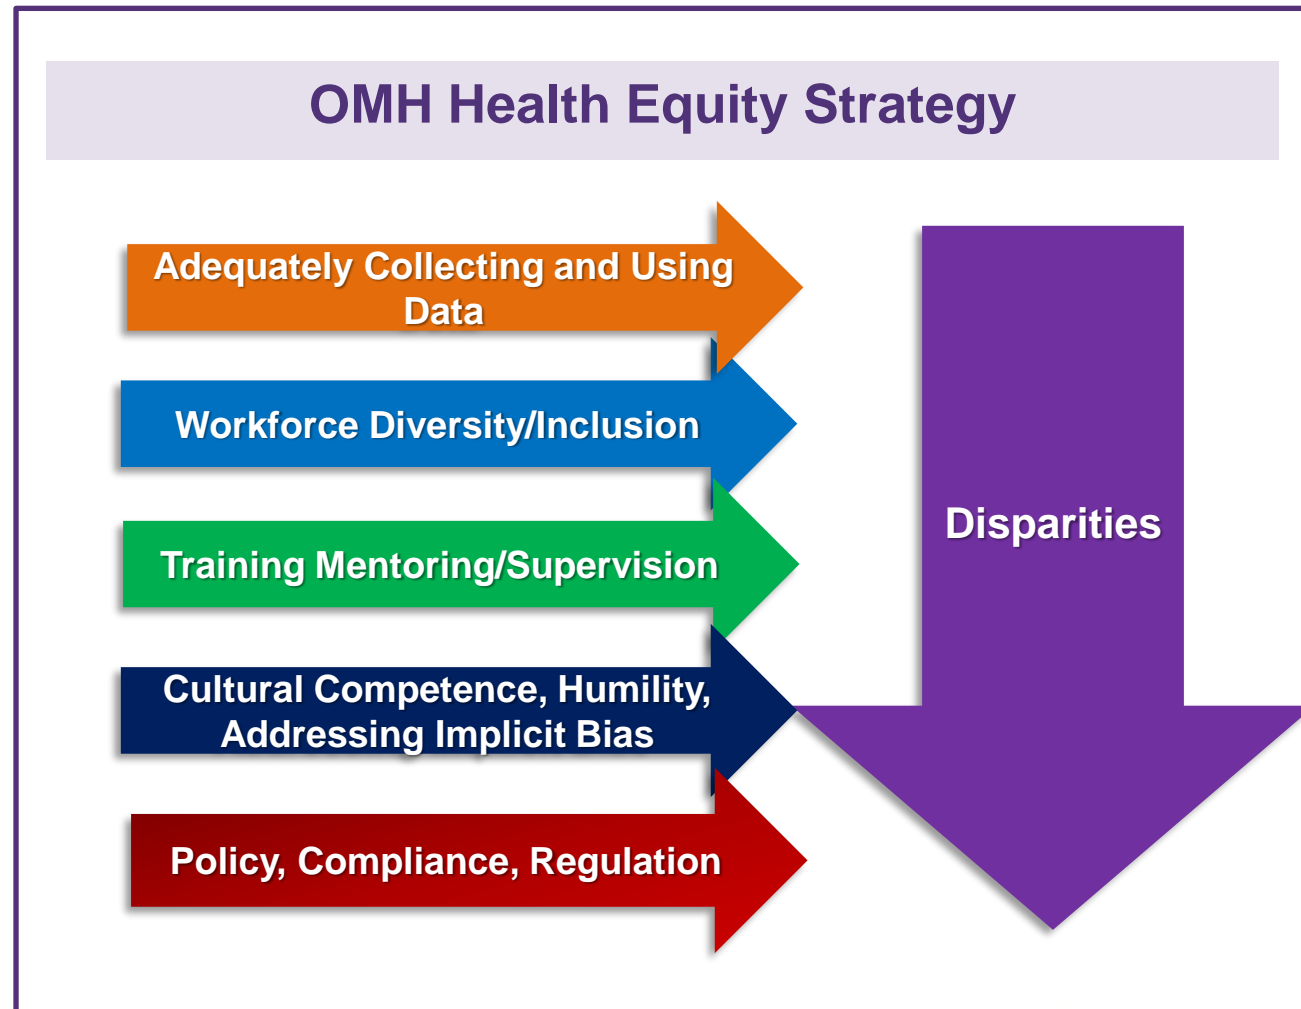 OMH Health Equity Strategy
Adequately Collecting and Using
Data
Workforce Diversity/Inclusion
Training Mentoring/Supervision
Cultural Competence, Humility,
Addressing Implicit Bias
Policy, Compliance, Regulation
Disparities